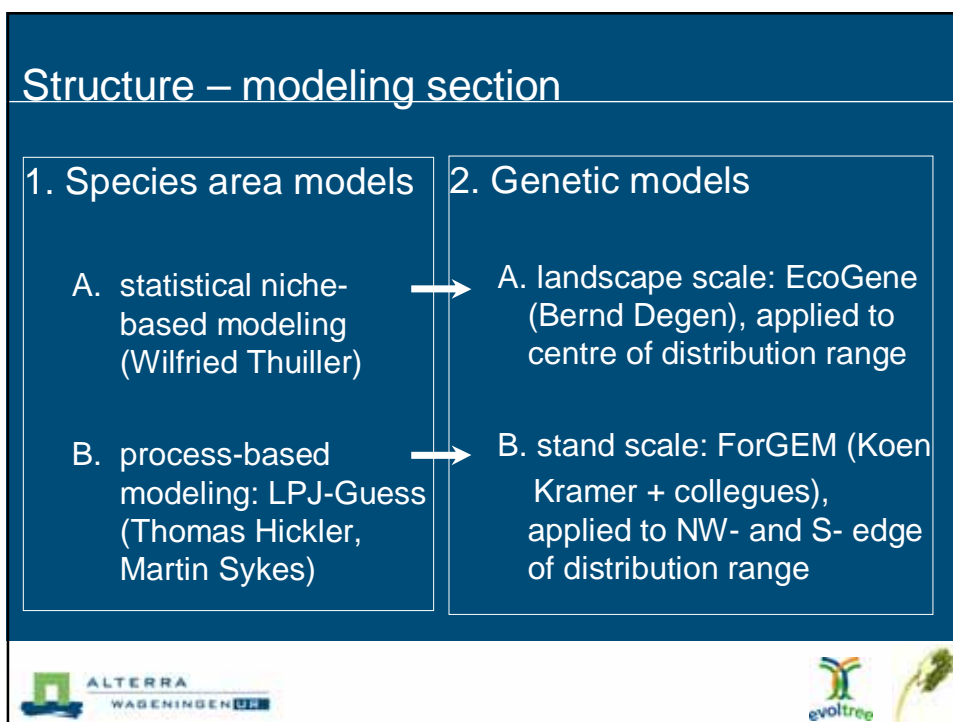 Structure – modeling section
1. Species area models
A. statistical niche-
based modeling
(Wilfried Thuiller)
B. process-based
modeling: LPJ-Guess
(Thomas Hickler,
Martin Sykes)
2. Genetic models
A. landscape scale: EcoGene
(Bernd Degen), applied to
centre of distribution range
B. stand scale: ForGEM (Koen
Kramer + collegues),
applied to NW- and S- edge
of distribution range
ALTERRA
WAGENINGEN UR
evoltree